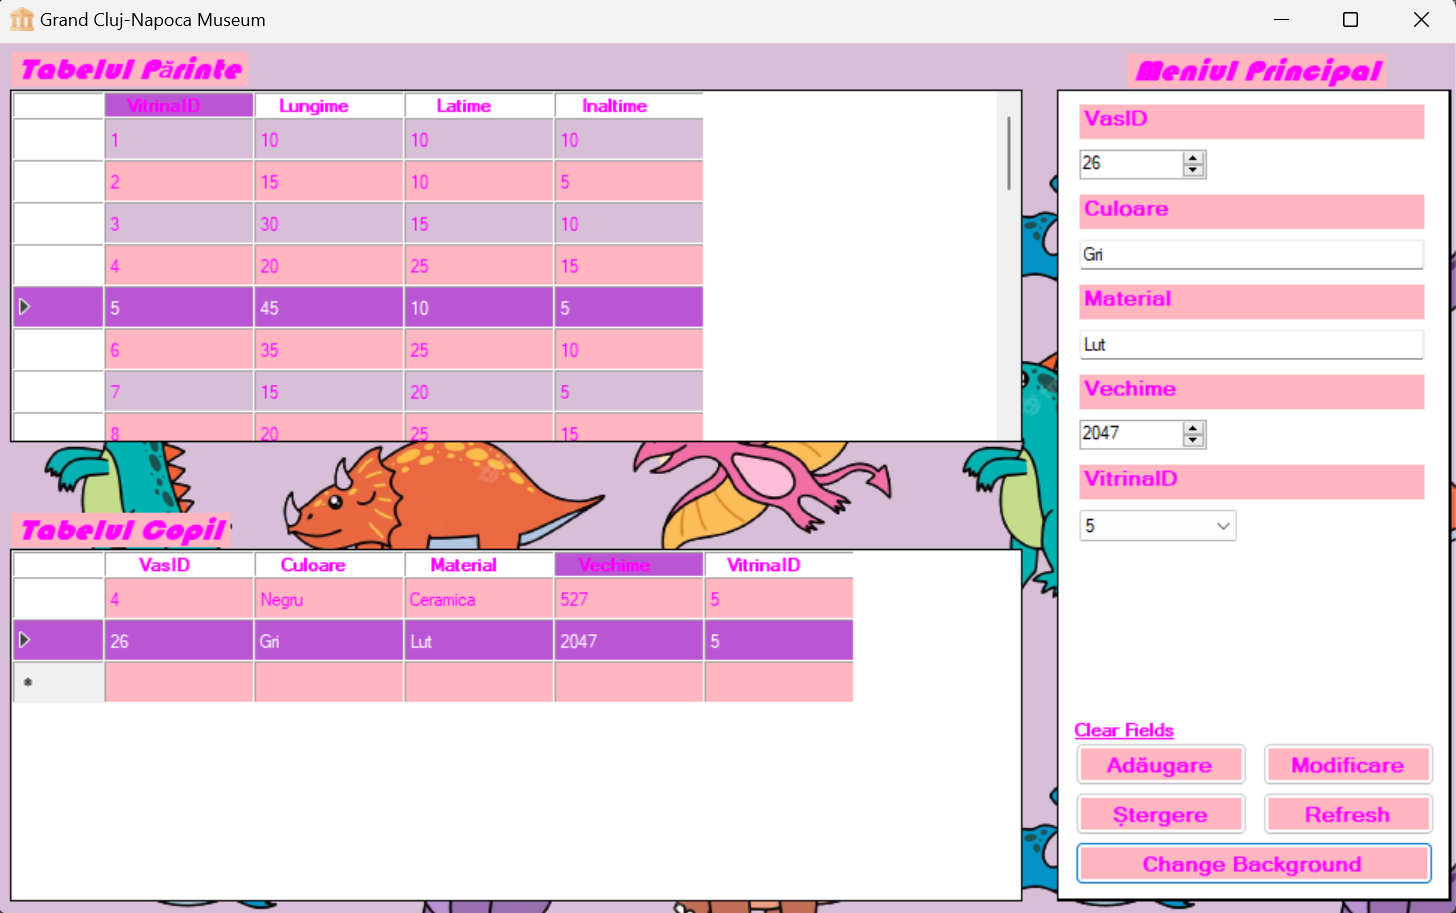 Grand Cluj-Napoca Museum
Tabelul Părinte
VitrinaID Lungime Latime Inaltime
1 10 10 10
2 15 10 5
3 30 15 10
4 20 25 15
5 45 10 5
6 35 25 10
7 15 20 5
8 20 25 15
Tabelul Copil
VasID Culoare Material Vechime VitrinaID
4 Negru Ceramica 527 5
26 Gri Lut 2047 5
*
Meniul Principal
VasID
26
Culoare
Gri
Material
Lut
Vechime
2047
VitrinaID
5
Clear Fields
Adăugare Modificare
Ștergere Refresh
Change Background